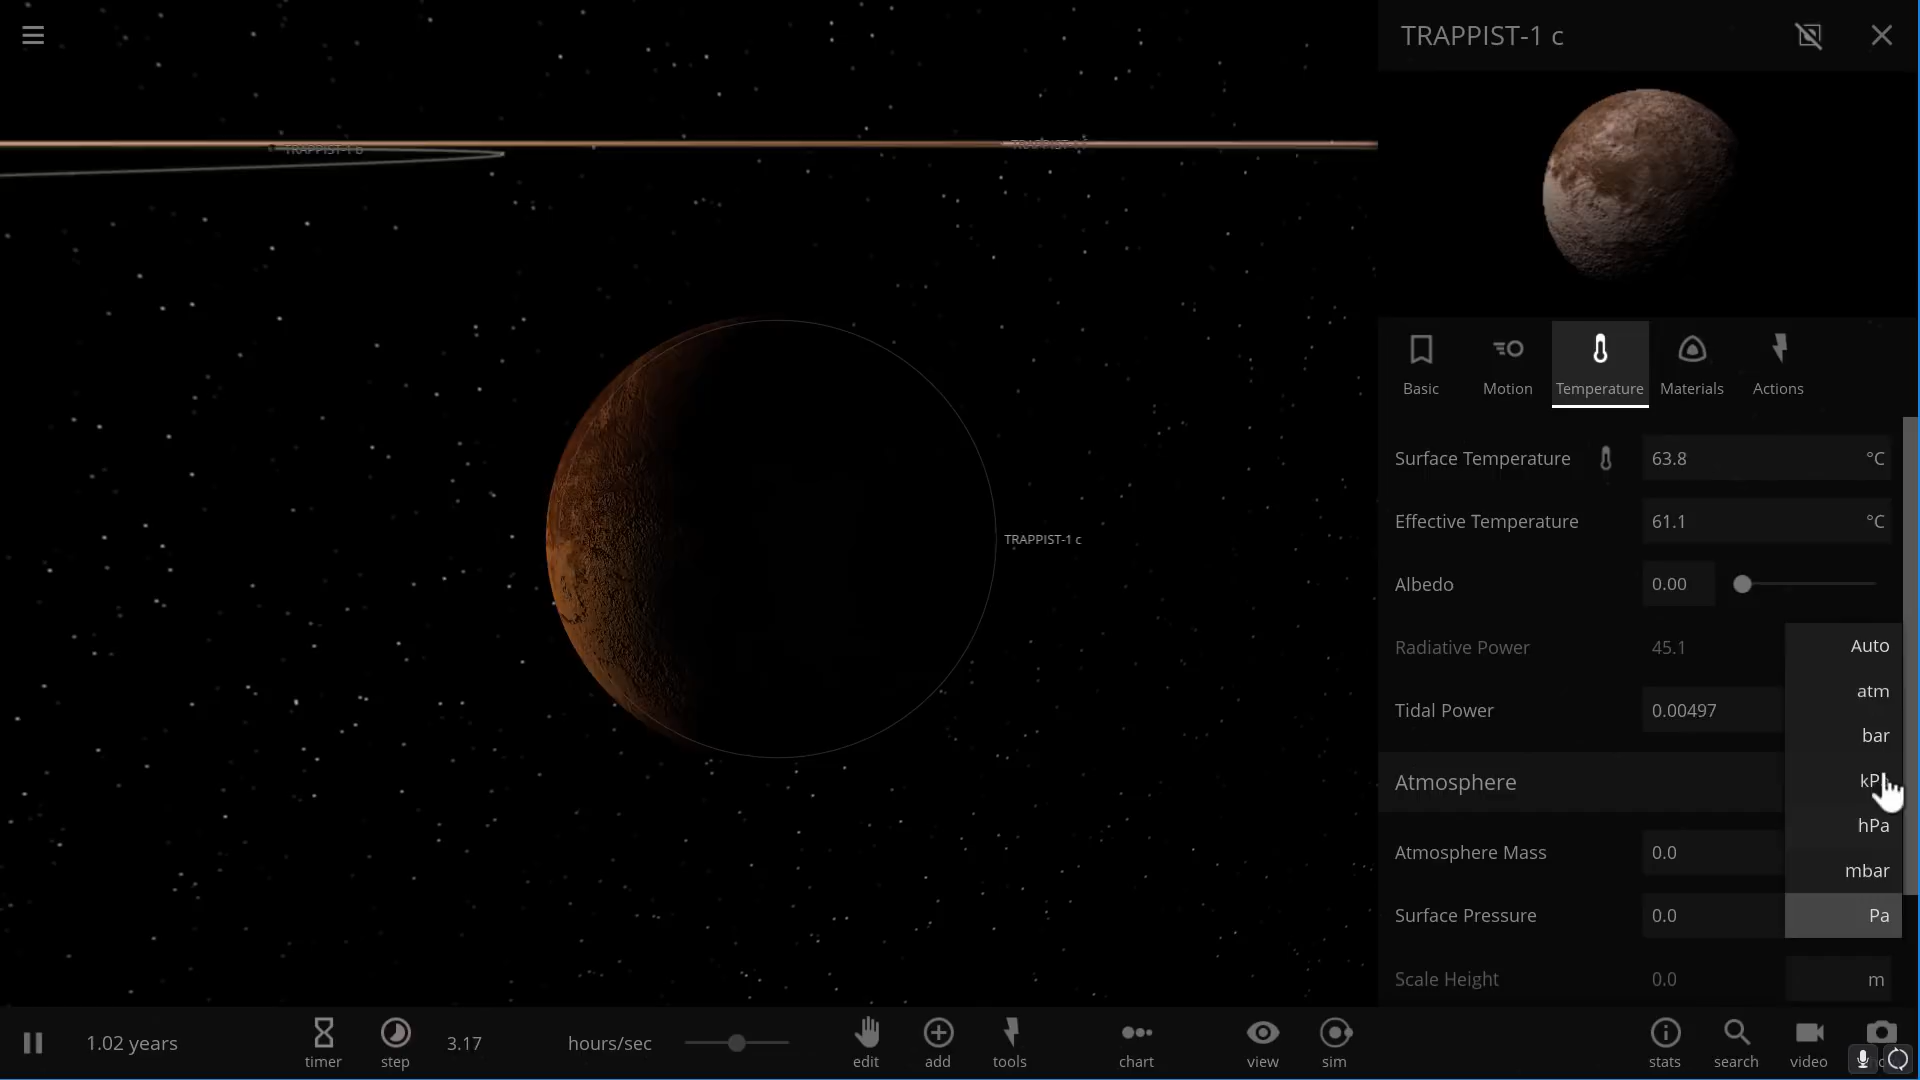 TRAPPIST-1 c
TRAPPIST-1 b
Basic
Motion
Temperature
Materials
Actions
Surface Temperature 63.8 °C
Effective Temperature 61.1 °C
TRAPPIST-1 c
Albedo 0.00
Radiative Power 45.1
Auto
Tidal Power 0.00497
atm
bar
Atmosphere
hPa
Atmosphere Mass 0.0
mbar
Surface Pressure 0.0
Pa
Scale Height 0.0 m
1.02 years
timer
step
3.17 hours/sec
edit
add
tools
chart
view
sim
stats
search
video